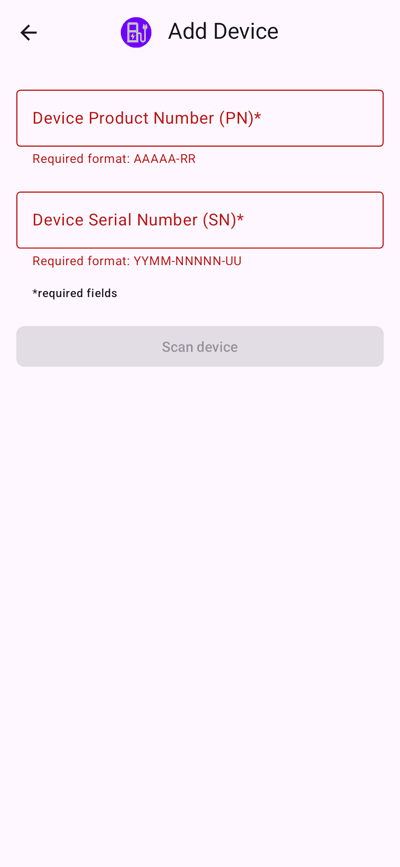 Add Device
Device Product Number (PN)*
Required format: AAAAA-RR
Device Serial Number (SN)*
Required format: YYMM-NNNNN-UU
*required fields
Scan device